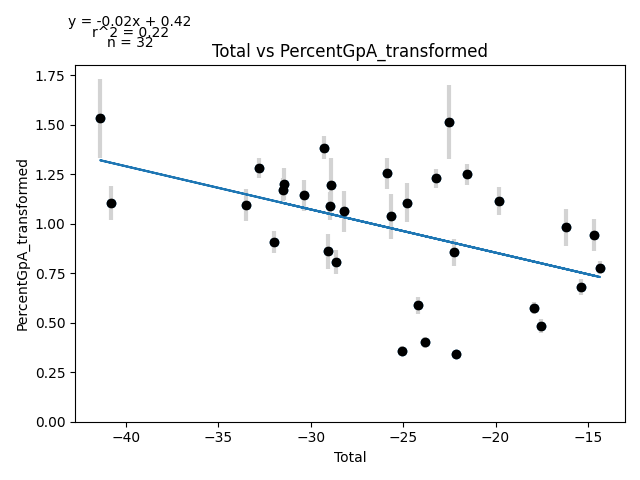 y = -0.02x + 0.42
r^2 = 0.22
n = 32
Total vs PercentGpA_transformed
PercentGpA_transformed
1.75
1.50
1.25
1.00
0.75
0.50
0.25
0.00
−40
−35
−30
−25
−20
−15
Total